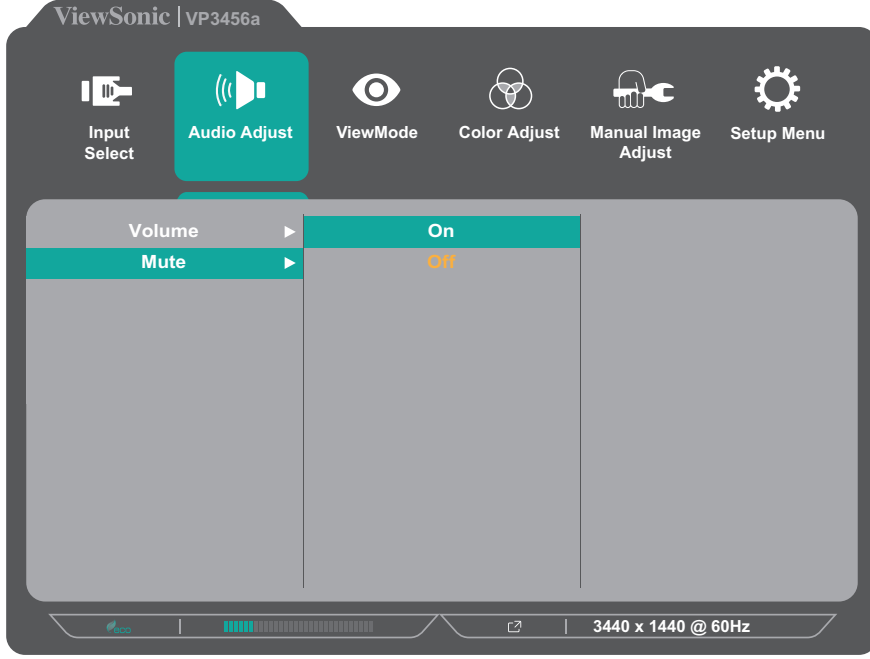 ViewSonic | VP3456a
Input
Select
Audio Adjust
ViewMode
Color Adjust
Manual Image
Adjust
Setup Menu
Volume
On
Mute
Off
eco
3440 x 1440 @ 60Hz